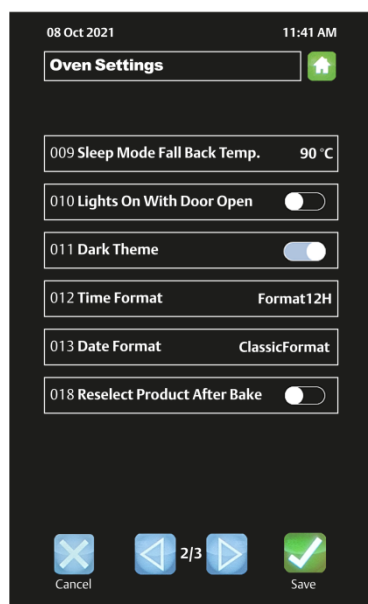 08 Oct 2021 11:41 AM
Oven Settings
009 Sleep Mode Fall Back Temp. 90 °C
010 Lights On With Door Open
011 Dark Theme
012 Time Format Format12H
013 Date Format ClassicFormat
018 Reselect Product After Bake
2/3
Cancel Save